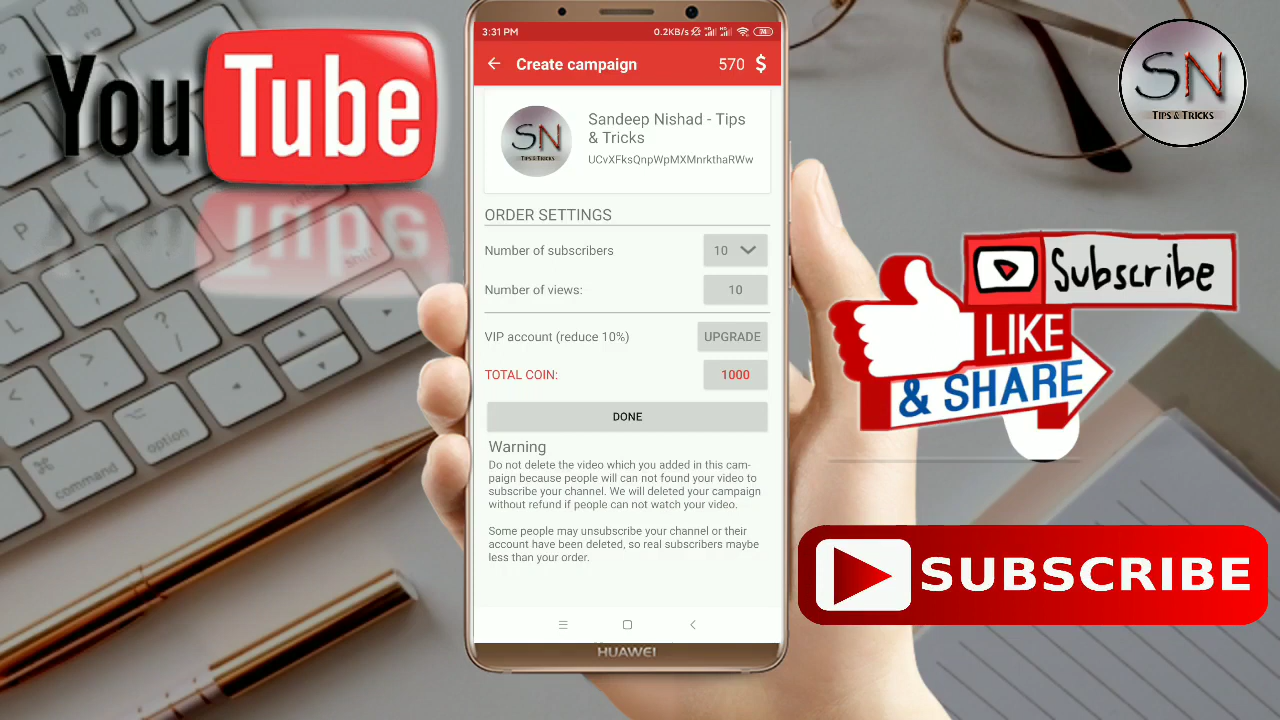 YouTube
3:31 PM
0.2KB/s
Create campaign
570 $
SN
TIPS & TRICKS
Sandeep Nishad - Tips
& Tricks
UCvXFksQnpWpMXMnrkthaRWw
ORDER SETTINGS
Number of subscribers
10
Number of views:
10
VIP account (reduce 10%)
UPGRADE
TOTAL COIN:
1000
DONE
Warning
Do not delete the video which you added in this cam-
paign because people will can not found your video to
subscribe your channel. We will deleted your campaign
without refund if people can not watch your video.
Some people may unsubscribe your channel or their
account have been deleted, so real subscribers maybe
less than your order.
HUAWEI
SN
TIPS & TRICKS
Subscribe
LIKE
& SHARE
SUBSCRIBE
P
L
?
shift
option
command